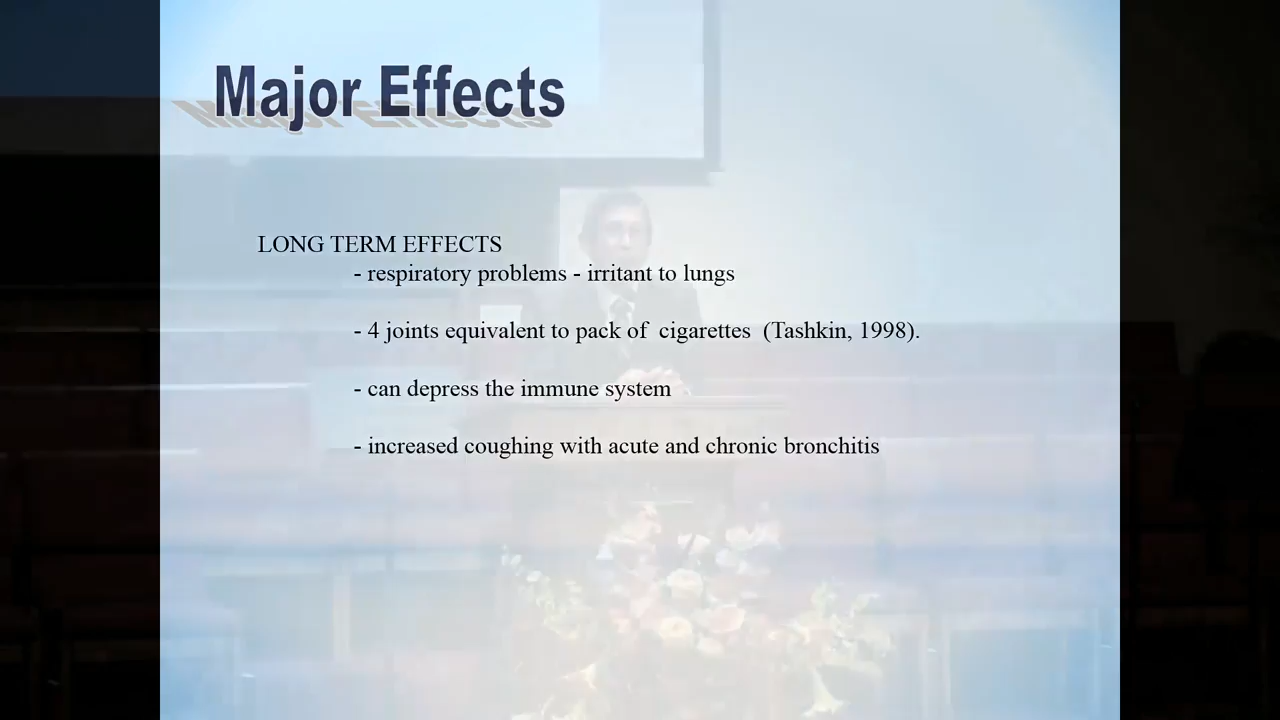 Major Effects
LONG TERM EFFECTS
- respiratory problems - irritant to lungs
- 4 joints equivalent to pack of  cigarettes  (Tashkin, 1998).
- can depress the immune system
- increased coughing with acute and chronic bronchitis